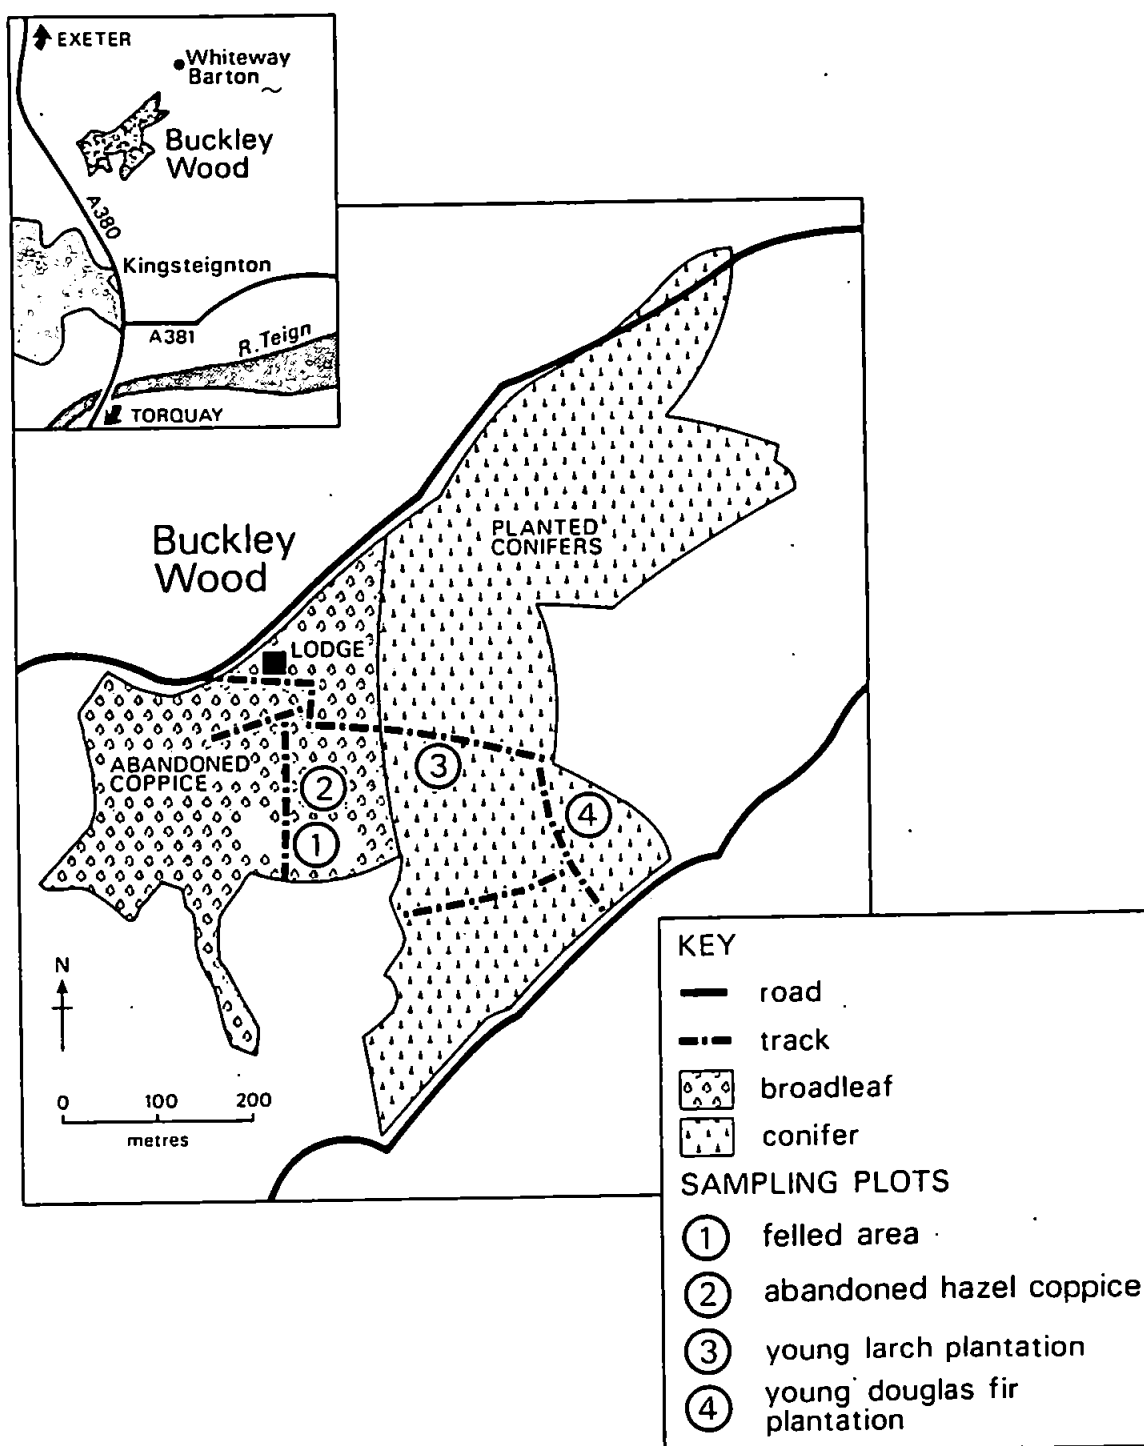 EXETER
Whiteway
Barton
Buckley
Wood
A380
Kingsteignton
A381
R. Teign
TORQUAY
Buckley
Wood
PLANTED
CONIFERS
LODGE
ABANDONED
COPPICE
3
2
4
1
N
0 100 200
metres
KEY
road
track
broadleaf
conifer
SAMPLING PLOTS
1 felled area
2 abandoned hazel coppice
3 young larch plantation
4 young douglas fir
plantation